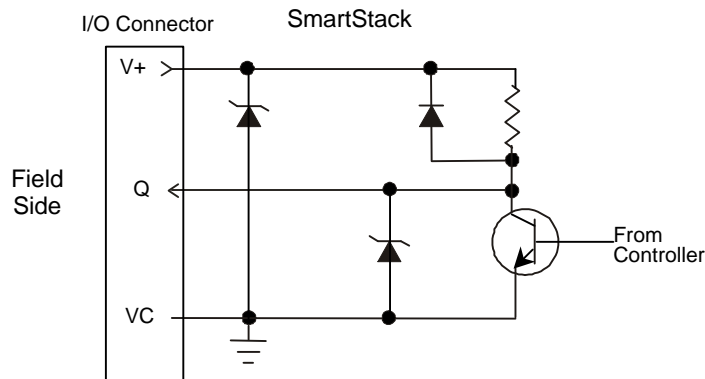 SmartStack
I/O Connector
V+
Field
Side
Q
From
Controller
VC